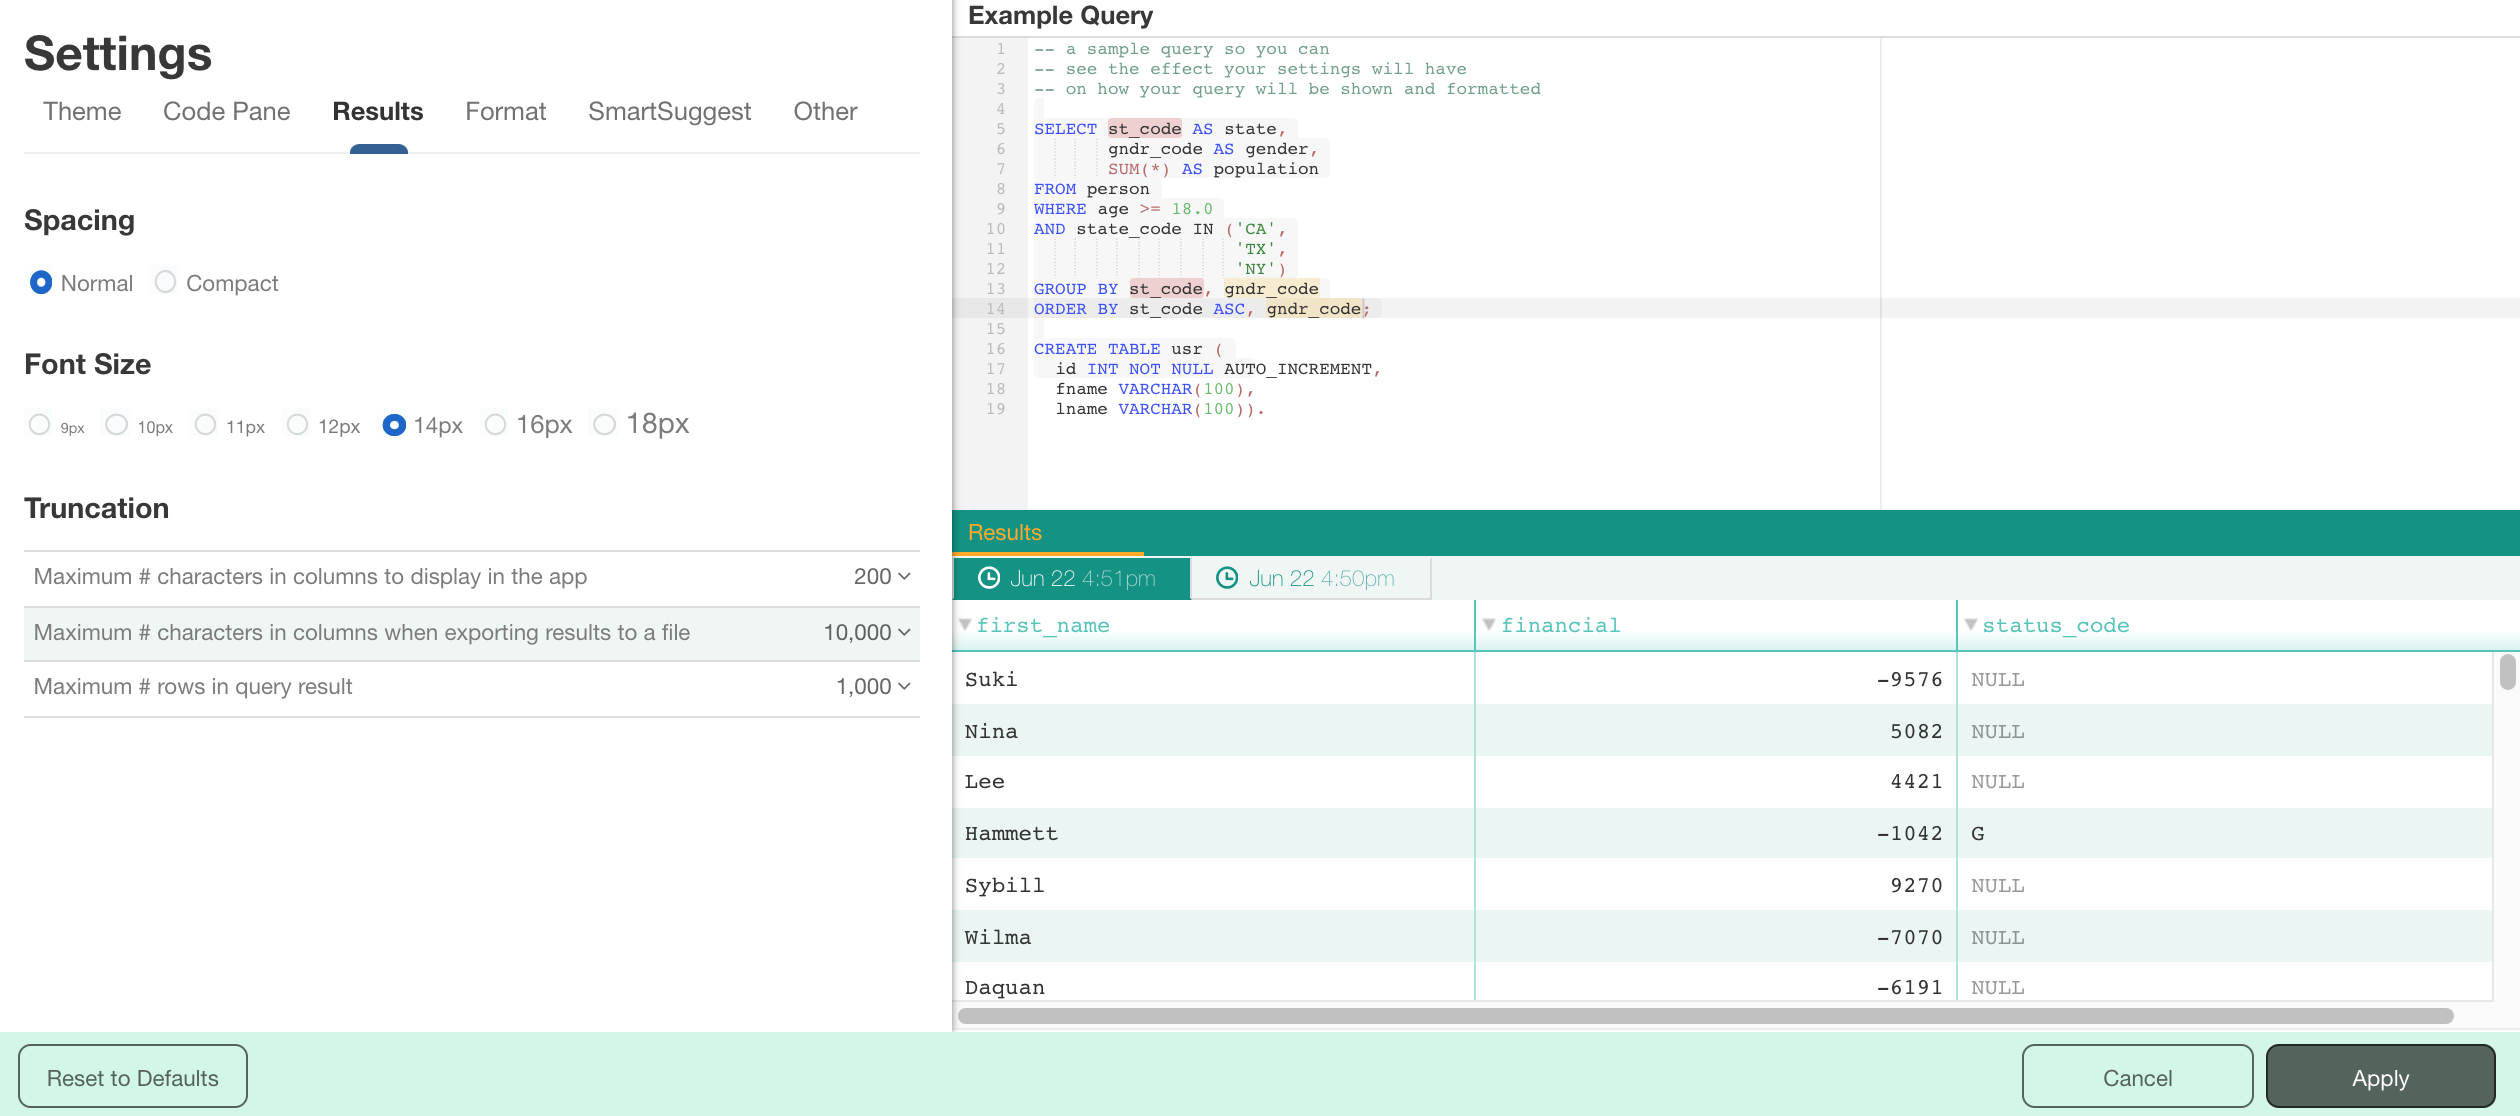 Settings
Theme Code Pane Results Format SmartSuggest Other
Spacing
Normal Compact
Font Size
9px 10px 11px 12px 14px 16px 18px
Truncation
Maximum # characters in columns to display in the app 200
Maximum # characters in columns when exporting results to a file 10,000
Maximum # rows in query result 1,000
Example Query
1 -- a sample query so you can
2 -- see the effect your settings will have
3 -- on how your query will be shown and formatted
4
5 SELECT st_code AS state,
6 gndr_code AS gender,
7 SUM(*) AS population
8 FROM person
9 WHERE age >= 18.0
10 AND state_code IN ('CA',
11 'TX',
12 'NY')
13 GROUP BY st_code, gndr_code
14 ORDER BY st_code ASC, gndr_code;
15
16 CREATE TABLE usr (
17 id INT NOT NULL AUTO_INCREMENT,
18 fname VARCHAR(100),
19 lname VARCHAR(100)).
Results
Jun 22 4:51pm Jun 22 4:50pm
first_name financial status_code
Suki -9576 NULL
Nina 5082 NULL
Lee 4421 NULL
Hammett -1042 G
Sybill 9270 NULL
Wilma -7070 NULL
Daquan -6191 NULL
Reset to Defaults Cancel Apply